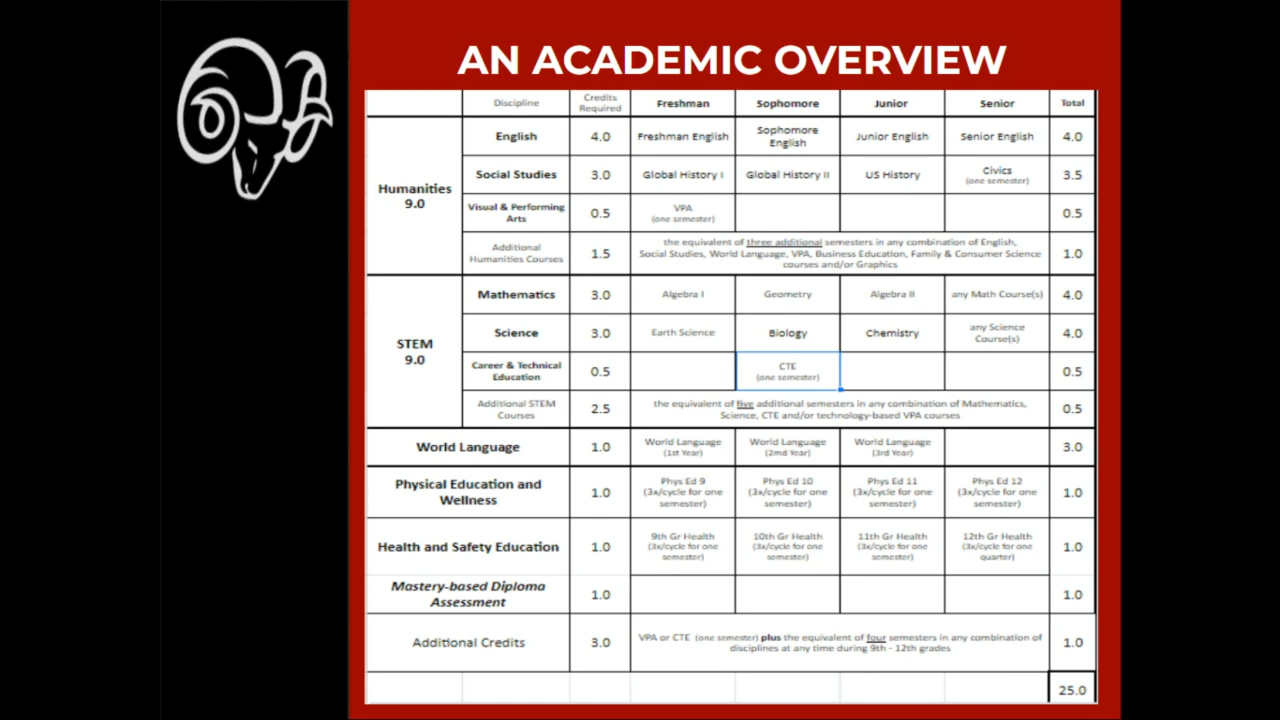 AN ACADEMIC OVERVIEW
Discipline
Credits
Required
Freshman
Sophomore
Junior
Senior
Total
Humanities
9.0
English
4.0
Freshman English
Sophomore
English
Junior English
Senior English
4.0
Social Studies
3.0
Global History I
Global History II
US History
Civics
(one semester)
3.5
Visual & Performing
Arts
0.5
VPA
(one semester)
0.5
Additional
Humanities Courses
1.5
the equivalent of three additional semesters in any combination of English,
Social Studies, World Language, VPA, Business Education, Family & Consumer Science
courses and/or Graphics
1.0
STEM
9.0
Mathematics
3.0
Algebra I
Geometry
Algebra II
any Math Course(s)
4.0
Science
3.0
Earth Science
Biology
Chemistry
any Science
Course(s)
4.0
Career & Technical
Education
0.5
CTE
(one semester)
0.5
Additional STEM
Courses
2.5
the equivalent of five additional semesters in any combination of Mathematics,
Science, CTE and/or technology-based VPA courses
0.5
World Language
1.0
World Language
(1st Year)
World Language
(2md Year)
World Language
(3rd Year)
3.0
Physical Education and
Wellness
1.0
Phys Ed 9
(3x/cycle for one
semester)
Phys Ed 10
(3x/cycle for one
semester)
Phys Ed 11
(3x/cycle for one
semester)
Phys Ed 12
(3x/cycle for one
semester)
1.0
Health and Safety Education
1.0
9th Gr Health
(3x/cycle for one
semester)
10th Gr Health
(3x/cycle for one
semester)
11th Gr Health
(3x/cycle for one
semester)
12th Gr Health
(3x/cycle for one
quarter)
1.0
Mastery-based Diploma
Assessment
1.0
1.0
Additional Credits
3.0
VPA or CTE (one semester) plus the equivalent of four semesters in any combination of
disciplines at any time during 9th - 12th grades
1.0
25.0